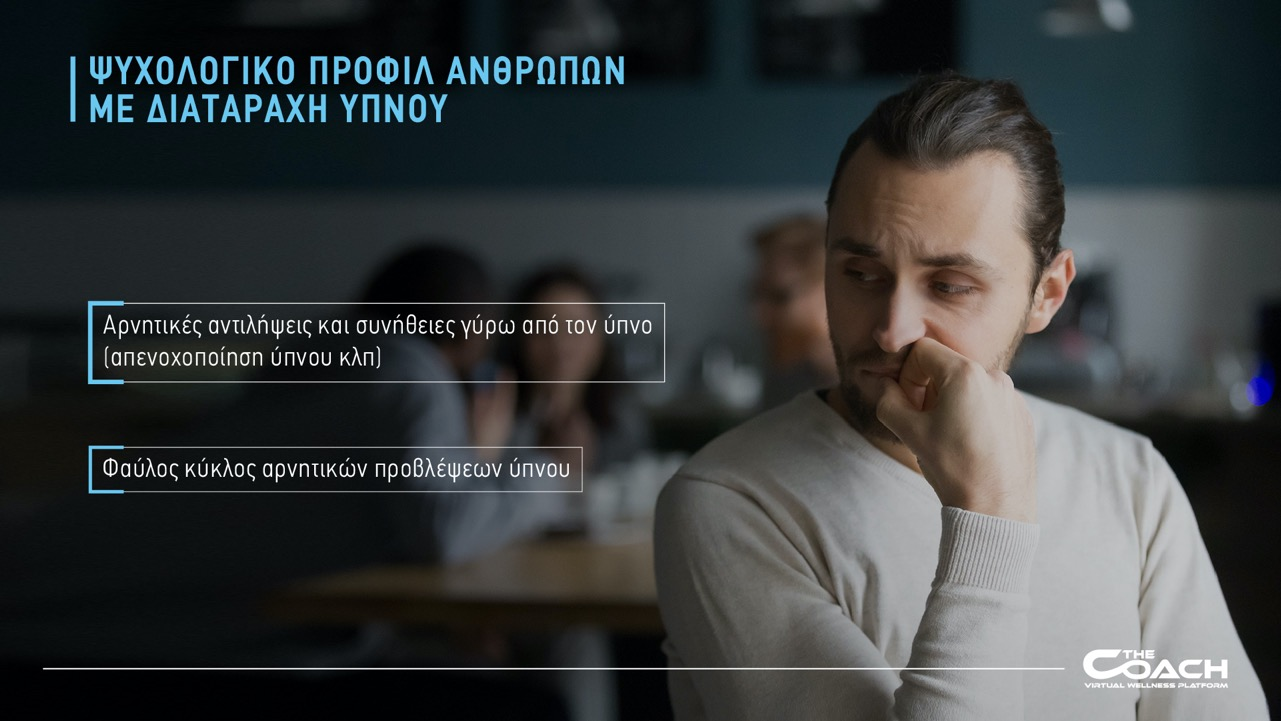 ΨΥΧΟΛΟΓΙΚΟ ΠΡΟΦΙΛ ΑΝΘΡΩΠΩΝ
ΜΕ ΔΙΑΤΑΡΑΧΗ ΥΠΝΟΥ
Αρνητικές αντιλήψεις και συνήθειες γύρω από τον ύπνο
(απενοχοποίηση ύπνου κλπ)
Φαύλος κύκλος αρνητικών προβλέψεων ύπνου
THE
COACH
VIRTUAL WELLNESS PLATFORM